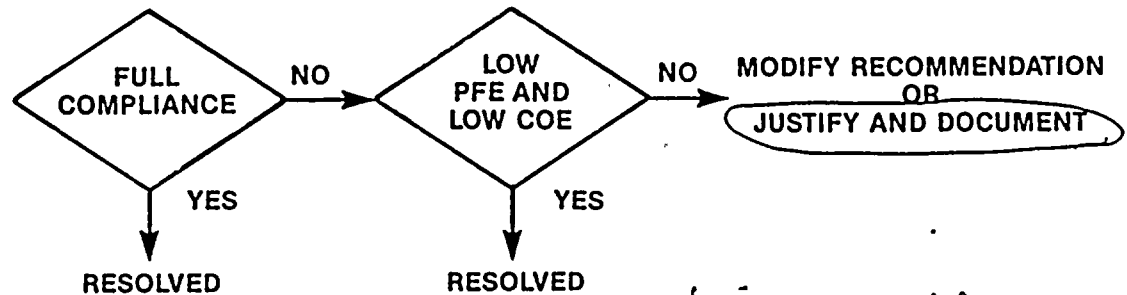 FULL
COMPLIANCE
NO
LOW
PFE AND
LOW COE
NO
MODIFY RECOMMENDATION
OR
JUSTIFY AND DOCUMENT
YES
YES
RESOLVED
RESOLVED